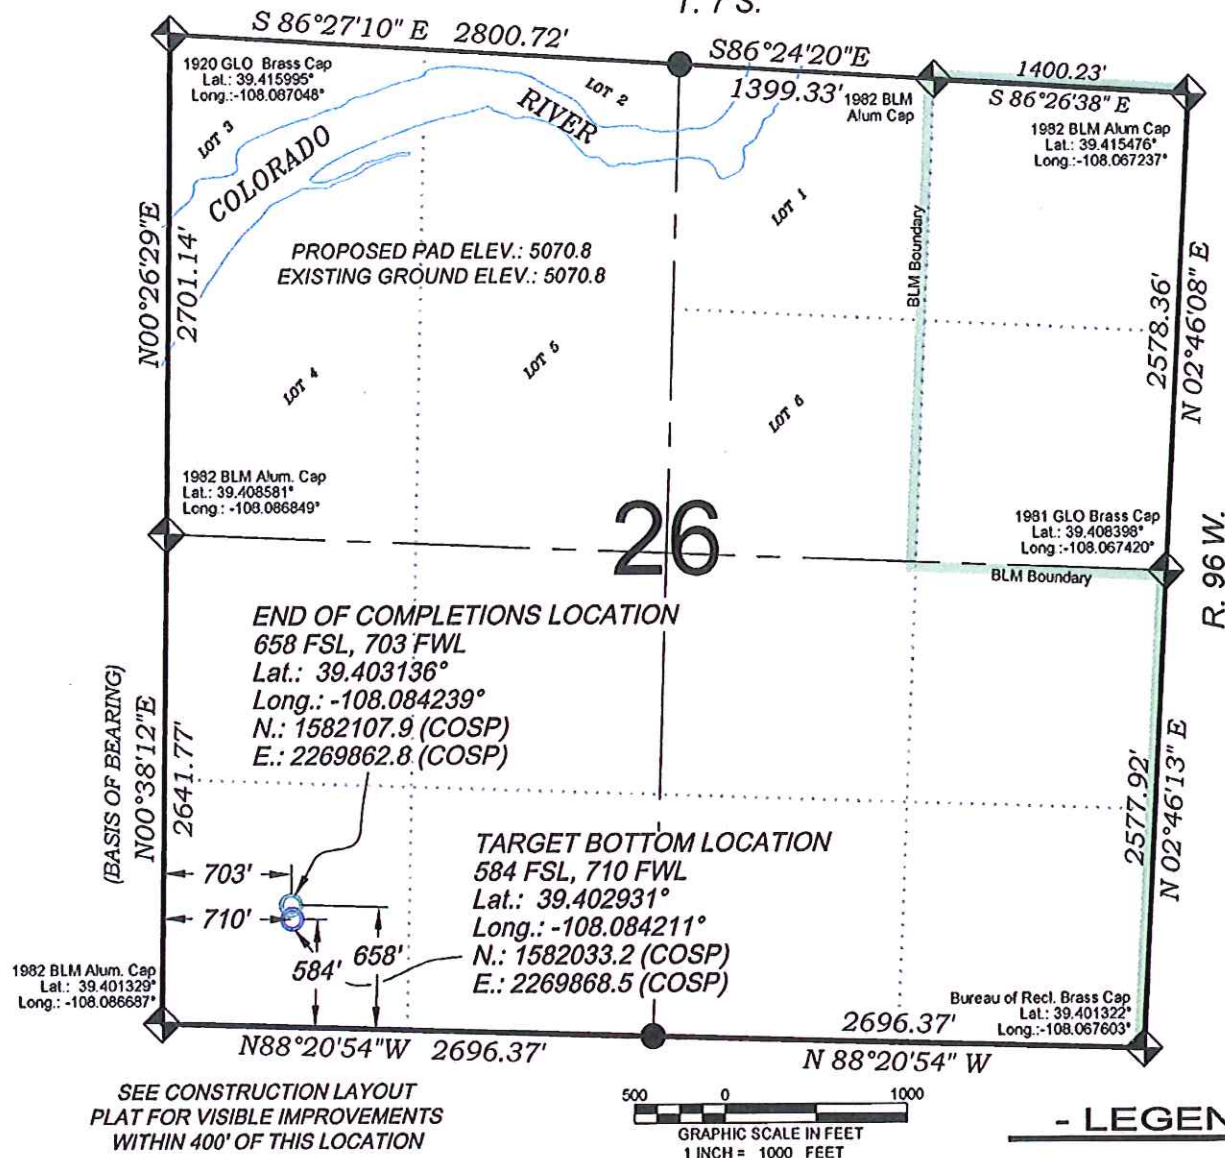 T. 7 S.
S 86°27'10" E 2800.72'
S86°24'20"E
1399.33'
1400.23'
S 86°26'38" E
1920 GLO Brass Cap
Lat.: 39.415995°
Long.:-108.087048°
LOT 3
LOT 2
COLORADO
RIVER
1982 BLM
Alum Cap
1982 BLM Alum Cap
Lat.: 39.415476°
Long.:-108.067237°
LOT 1
BLM Boundary
N00°26'29"E
2701.14'
PROPOSED PAD ELEV.: 5070.8
EXISTING GROUND ELEV.: 5070.8
2578.36'
N 02°46'08" E
LOT 4
LOT 5
LOT 6
1982 BLM Alum. Cap
Lat.: 39.408581°
Long.: -108.086849°
26
1981 GLO Brass Cap
Lat.: 39.408398°
Long.:-108.067420°
BLM Boundary
R. 96 W.
END OF COMPLETIONS LOCATION
658 FSL, 703 FWL
Lat.: 39.403136°
Long.: -108.084239°
N.: 1582107.9 (COSP)
E.: 2269862.8 (COSP)
(BASIS OF BEARING)
N00°38'12"E
2641.77'
2577.92'
N 02°46'13" E
TARGET BOTTOM LOCATION
584 FSL, 710 FWL
Lat.: 39.402931°
Long.: -108.084211°
N.: 1582033.2 (COSP)
E.: 2269868.5 (COSP)
703'
710'
584'
658'
1982 BLM Alum. Cap
Lat.: 39.401329°
Long.: -108.086687°
Bureau of Recl. Brass Cap
Lat.: 39.401322°
Long.:-108.067603°
N88°20'54"W 2696.37'
2696.37'
N 88°20'54" W
SEE CONSTRUCTION LAYOUT
PLAT FOR VISIBLE IMPROVEMENTS
WITHIN 400' OF THIS LOCATION
500 0 1000
GRAPHIC SCALE IN FEET
1 INCH = 1000 FEET
- LEGEN